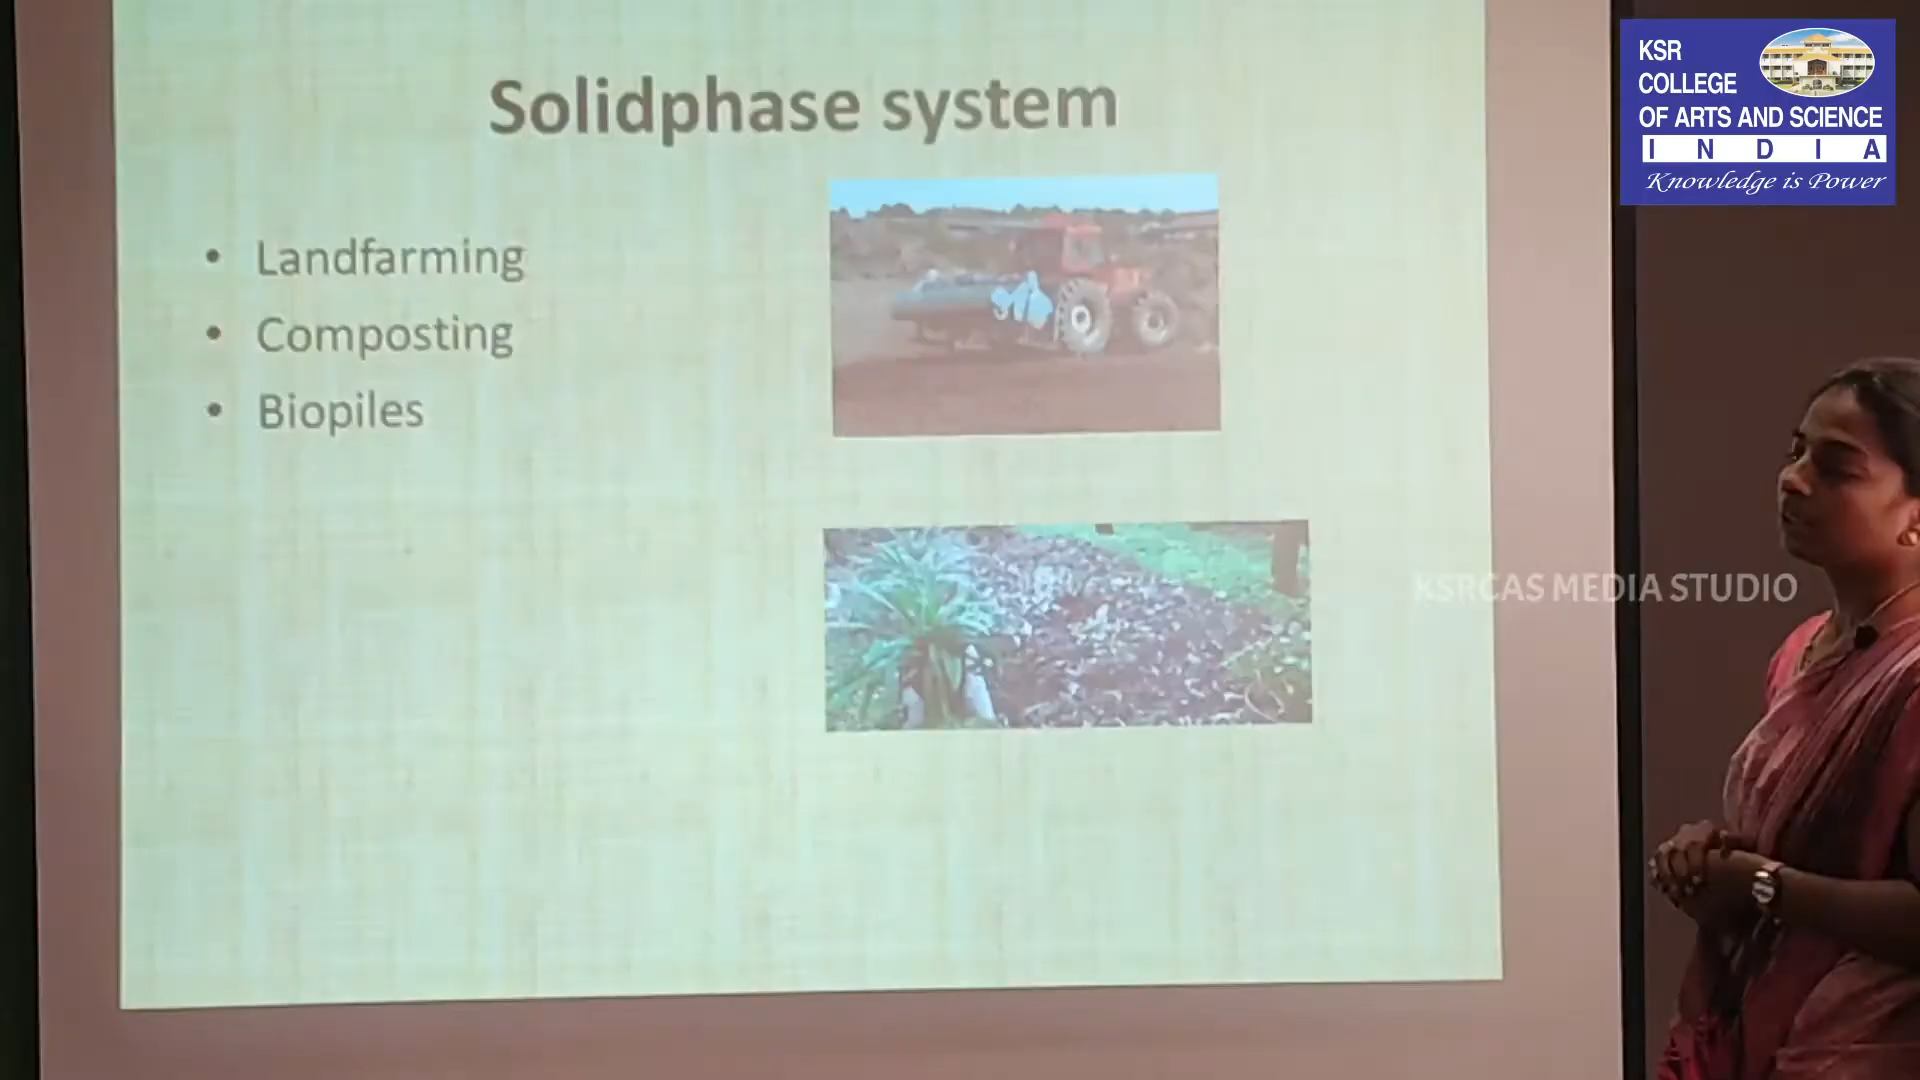 Solidphase system
• Landfarming
• Composting
• Biopiles
KSR
COLLEGE
OF ARTS AND SCIENCE
I N D I A
Knowledge is Power
KSRCAS MEDIA STUDIO